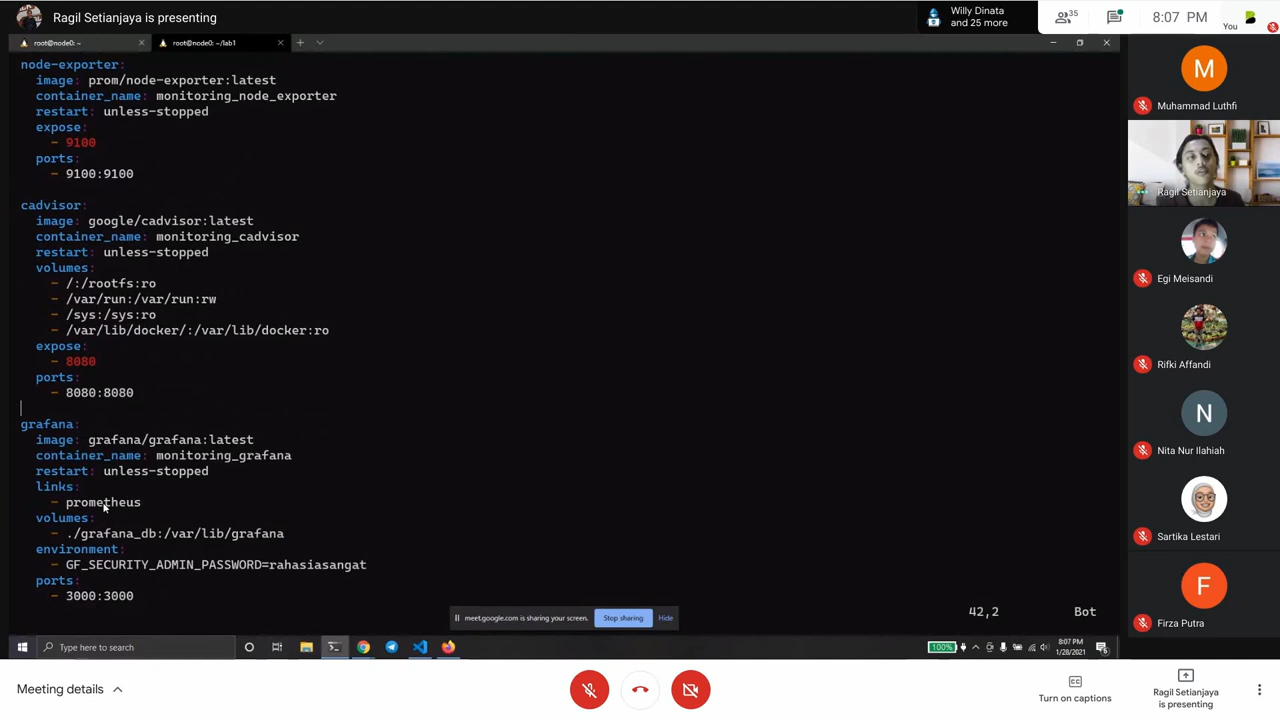 Ragil Setianjaya is presenting
Willy Dinata
and 25 more
35
8:07 PM
You
root@node0: ~
root@node0: ~/lab1
node-exporter:
image: prom/node-exporter:latest
container_name: monitoring_node_exporter
restart: unless-stopped
expose:
- 9100
ports:
- 9100:9100
cadvisor:
image: google/cadvisor:latest
container_name: monitoring_cadvisor
restart: unless-stopped
volumes:
- /:/rootfs:ro
- /var/run:/var/run:rw
- /sys:/sys:ro
- /var/lib/docker/:/var/lib/docker:ro
expose:
- 8080
ports:
- 8080:8080
grafana:
image: grafana/grafana:latest
container_name: monitoring_grafana
restart: unless-stopped
links:
- prometheus
volumes:
- ./grafana_db:/var/lib/grafana
environment:
- GF_SECURITY_ADMIN_PASSWORD=rahasiasangat
ports:
- 3000:3000
42,2
Bot
meet.google.com is sharing your screen.
Stop sharing
Hide
Type here to search
100%
8:07 PM
1/28/2021
M
Muhammad Luthfi
Ragil Setianjaya
Egi Meisandi
Rifki Affandi
N
Nita Nur Ilahiah
Sartika Lestari
F
Firza Putra
Meeting details
Turn on captions
Ragil Setianjaya
is presenting